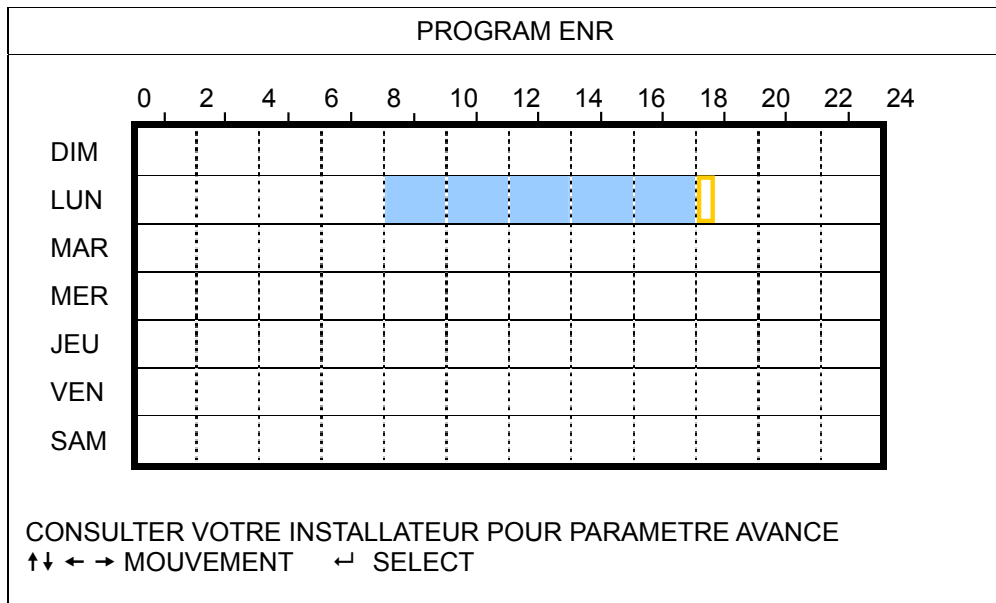 PROGRAM ENR
0 2 4 6 8 10 12 14 16 18 20 22 24
DIM
LUN
MAR
MER
JEU
VEN
SAM
CONSULTER VOTRE INSTALLATEUR POUR PARAMETRE AVANCE
↑↓ ← → MOUVEMENT ↵ SELECT